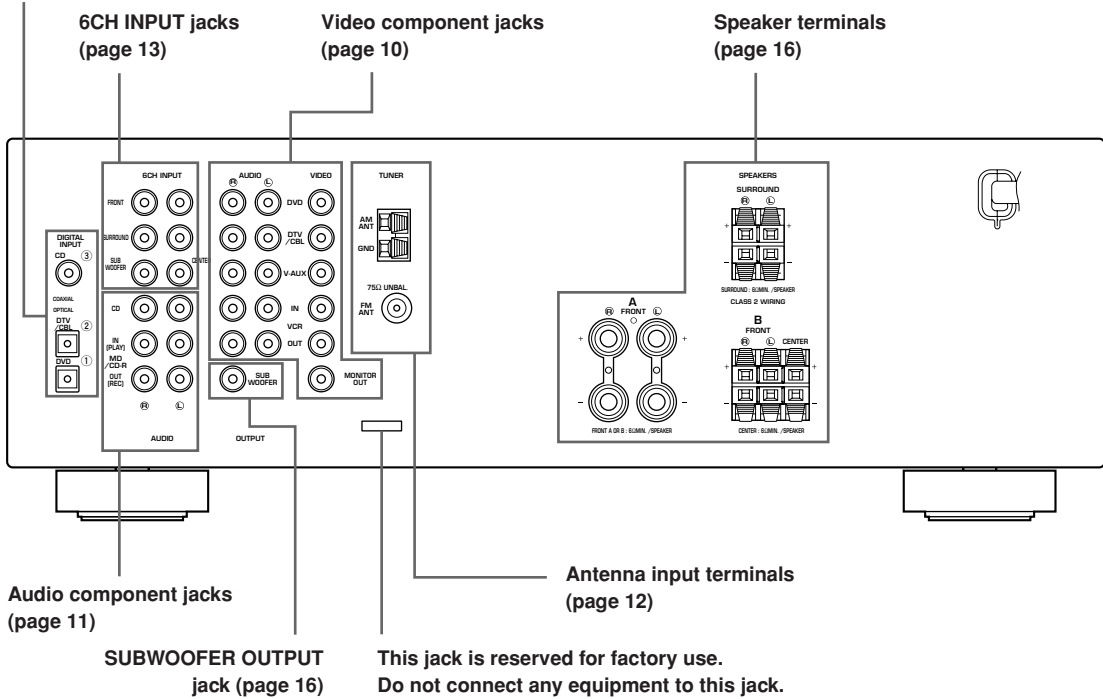 6CH INPUT jacks
(page 13)
Video component jacks
(page 10)
Speaker terminals
(page 16)
6CH INPUT
FRONT
SURROUND
SUB
WOOFER
CENTER
DIGITAL
INPUT
CD ③
COAXIAL
OPTICAL
DTV
/CBL ②
DVD ①
CD
IN
(PLAY)
MD
/CD-R
OUT
(REC)
R L
AUDIO
AUDIO VIDEO
R L
DVD
DTV
/CBL
V-AUX
IN
VCR
OUT
SUB
WOOFER
MONITOR
OUT
OUTPUT
TUNER
AM
ANT
GND
75Ω UNBAL.
FM
ANT
SPEAKERS
SURROUND
R L
+ +
– –
SURROUND : 6ΩMIN. /SPEAKER
CLASS 2 WIRING
A
FRONT
R L
+ +
– –
FRONT A OR B : 6ΩMIN. /SPEAKER
B
FRONT
R L CENTER
+ +
– –
CENTER : 6ΩMIN. /SPEAKER
Audio component jacks
(page 11)
Antenna input terminals
(page 12)
SUBWOOFER OUTPUT
jack (page 16)
This jack is reserved for factory use.
Do not connect any equipment to this jack.